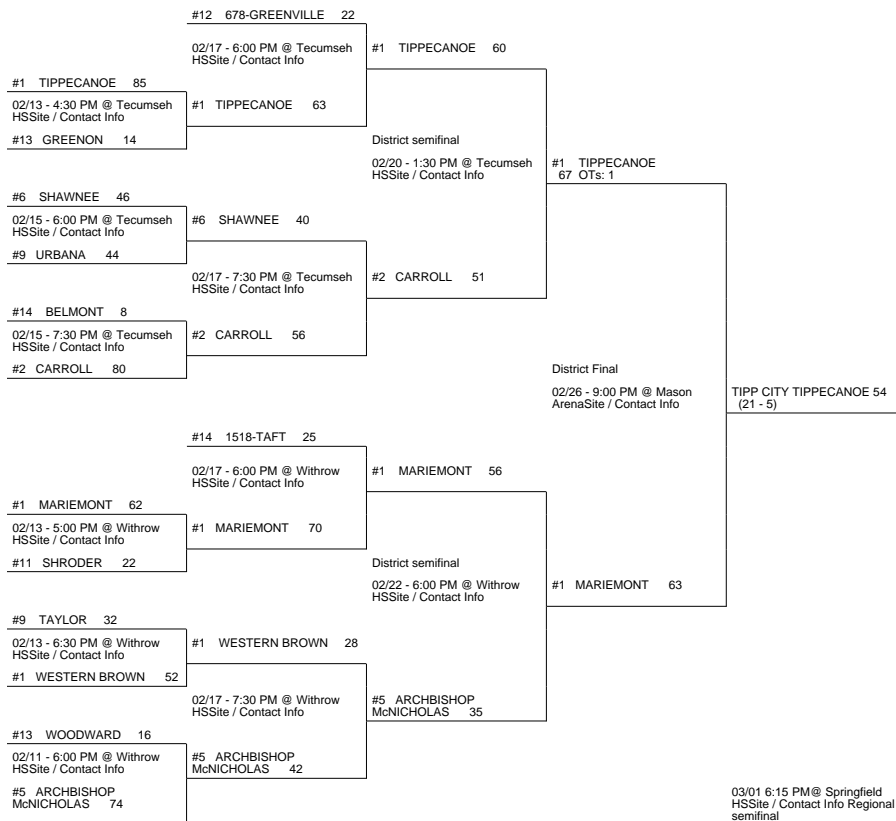 #12 678-GREENVILLE 22
02/17 - 6:00 PM @ Tecumseh
HSSite / Contact Info
#1 TIPPECANOE 60
#1 TIPPECANOE 85
02/13 - 4:30 PM @ Tecumseh
HSSite / Contact Info
#1 TIPPECANOE 63
#13 GREENON 14
District semifinal
02/20 - 1:30 PM @ Tecumseh
HSSite / Contact Info
#1 TIPPECANOE
67 OTs: 1
#6 SHAWNEE 46
02/15 - 6:00 PM @ Tecumseh
HSSite / Contact Info
#6 SHAWNEE 40
#9 URBANA 44
02/17 - 7:30 PM @ Tecumseh
HSSite / Contact Info
#2 CARROLL 51
#14 BELMONT 8
02/15 - 7:30 PM @ Tecumseh
HSSite / Contact Info
#2 CARROLL 56
#2 CARROLL 80
District Final
02/26 - 9:00 PM @ Mason
ArenaSite / Contact Info
TIPP CITY TIPPECANOE 54
(21 - 5)
#14 1518-TAFT 25
02/17 - 6:00 PM @ Withrow
HSSite / Contact Info
#1 MARIEMONT 56
#1 MARIEMONT 62
02/13 - 5:00 PM @ Withrow
HSSite / Contact Info
#1 MARIEMONT 70
#11 SHRODER 22
District semifinal
02/22 - 6:00 PM @ Withrow
HSSite / Contact Info
#1 MARIEMONT 63
#9 TAYLOR 32
02/13 - 6:30 PM @ Withrow
HSSite / Contact Info
#1 WESTERN BROWN 28
#1 WESTERN BROWN 52
02/17 - 7:30 PM @ Withrow
HSSite / Contact Info
#5 ARCHBISHOP
McNICHOLAS 35
#13 WOODWARD 16
02/11 - 6:00 PM @ Withrow
HSSite / Contact Info
#5 ARCHBISHOP
McNICHOLAS 42
#5 ARCHBISHOP
McNICHOLAS 74
03/01 6:15 PM@ Springfield
HSSite / Contact Info Regional
semifinal